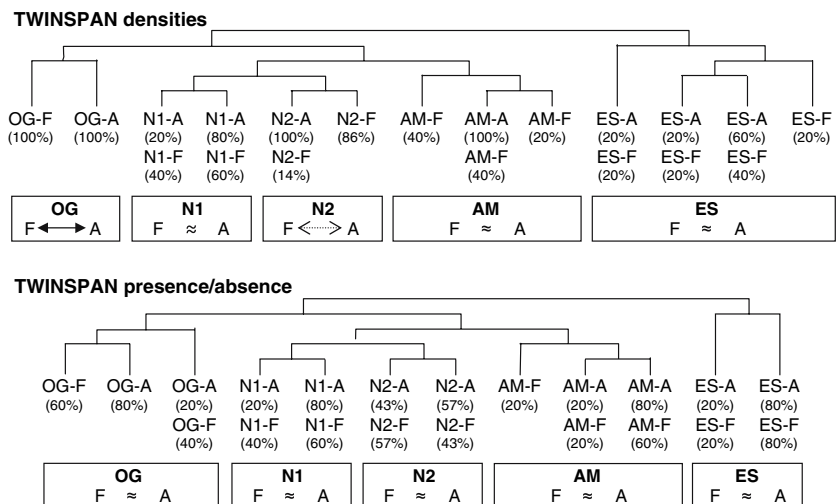 TWINSPAN densities
OG-F OG-A N1-A N1-A N2-A N2-F AM-F AM-A AM-F ES-A ES-A ES-A ES-F
(100%) (100%) (20%) (80%) (100%) (86%) (40%) (100%) (20%) (20%) (20%) (60%) (20%)
N1-F N1-F N2-F AM-F ES-F ES-F ES-F
(40%) (60%) (14%) (40%) (20%) (20%) (40%)
OG N1 N2 AM ES
F ↔ A F ≈ A F <·····> A F ≈ A F ≈ A
TWINSPAN presence/absence
OG-F OG-A OG-A N1-A N1-A N2-A N2-A AM-F AM-A AM-A ES-A ES-A
(60%) (80%) (20%) (20%) (80%) (43%) (57%) (20%) (20%) (80%) (20%) (80%)
OG-F N1-F N1-F N2-F N2-F AM-F AM-F ES-F ES-F
(40%) (40%) (60%) (57%) (43%) (20%) (60%) (20%) (80%)
OG N1 N2 AM ES
F ≈ A F ≈ A F ≈ A F ≈ A F ≈ A